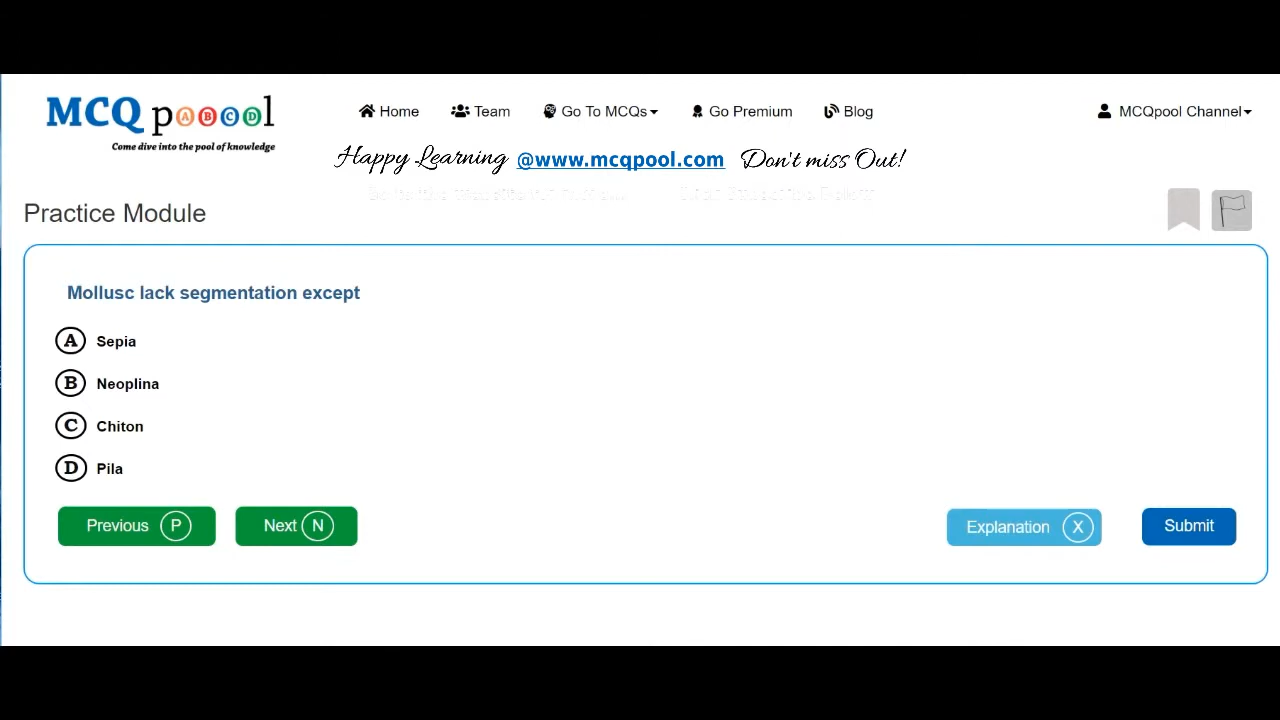 MCQ pABCDl
Come dive into the pool of knowledge
Home Team Go To MCQs Go Premium Blog MCQpool Channel
Happy Learning @www.mcqpool.com Don't miss Out!
Practice Module
Mollusc lack segmentation except
A Sepia
B Neoplina
C Chiton
D Pila
Previous P Next N Explanation X Submit